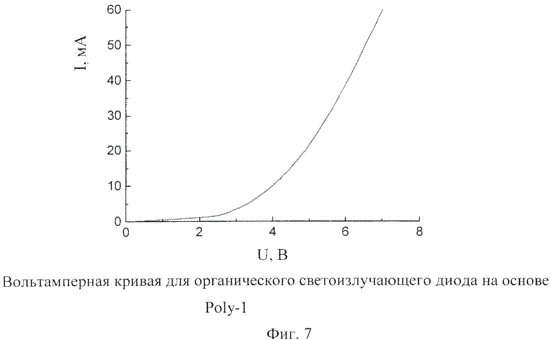 60
50
40
30
20
10
0
I, мА
0 2 4 6 8
U, В
Вольтамперная кривая для органического светоизлучающего диода на основе
Poly-1
Фиг. 7